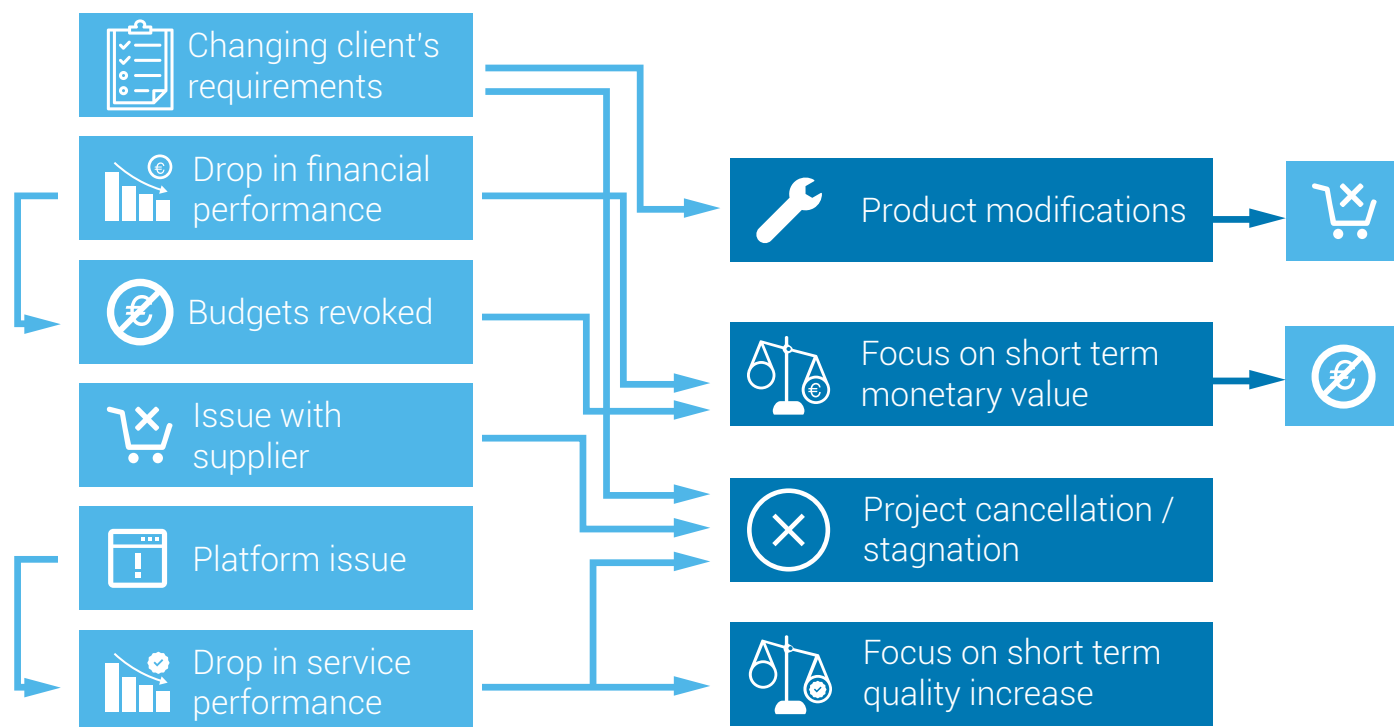 Changing client's
requirements
Drop in financial
performance
Budgets revoked
Issue with
supplier
Platform issue
Drop in service
performance
Product modifications
Focus on short term
monetary value
Project cancellation /
stagnation
Focus on short term
quality increase